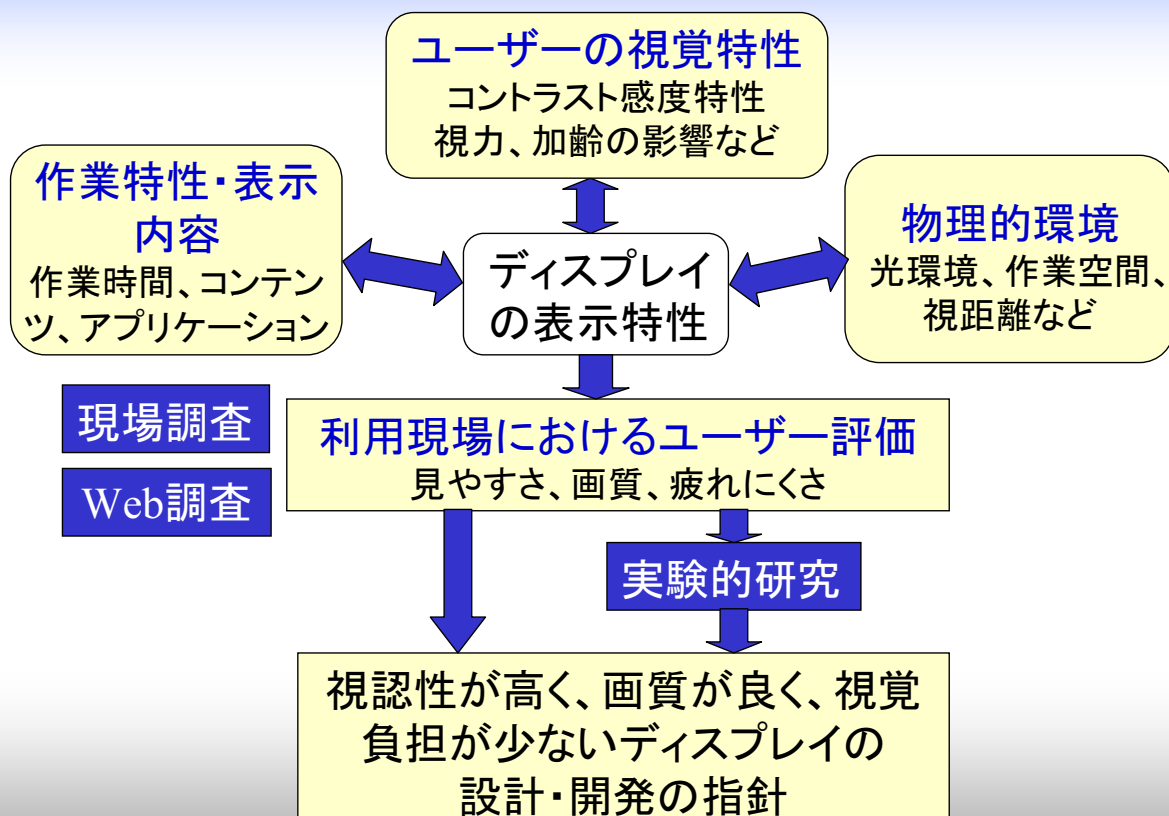 ユーザーの視覚特性
コントラスト感度特性
視力、加齢の影響など
作業特性・表示
内容
作業時間、コンテン
ツ、アプリケーション
物理的環境
光環境、作業空間、
視距離など
ディスプレイ
の表示特性
現場調査
Web調査
利用現場におけるユーザー評価
見やすさ、画質、疲れにくさ
実験的研究
視認性が高く、画質が良く、視覚
負担が少ないディスプレイの
設計・開発の指針